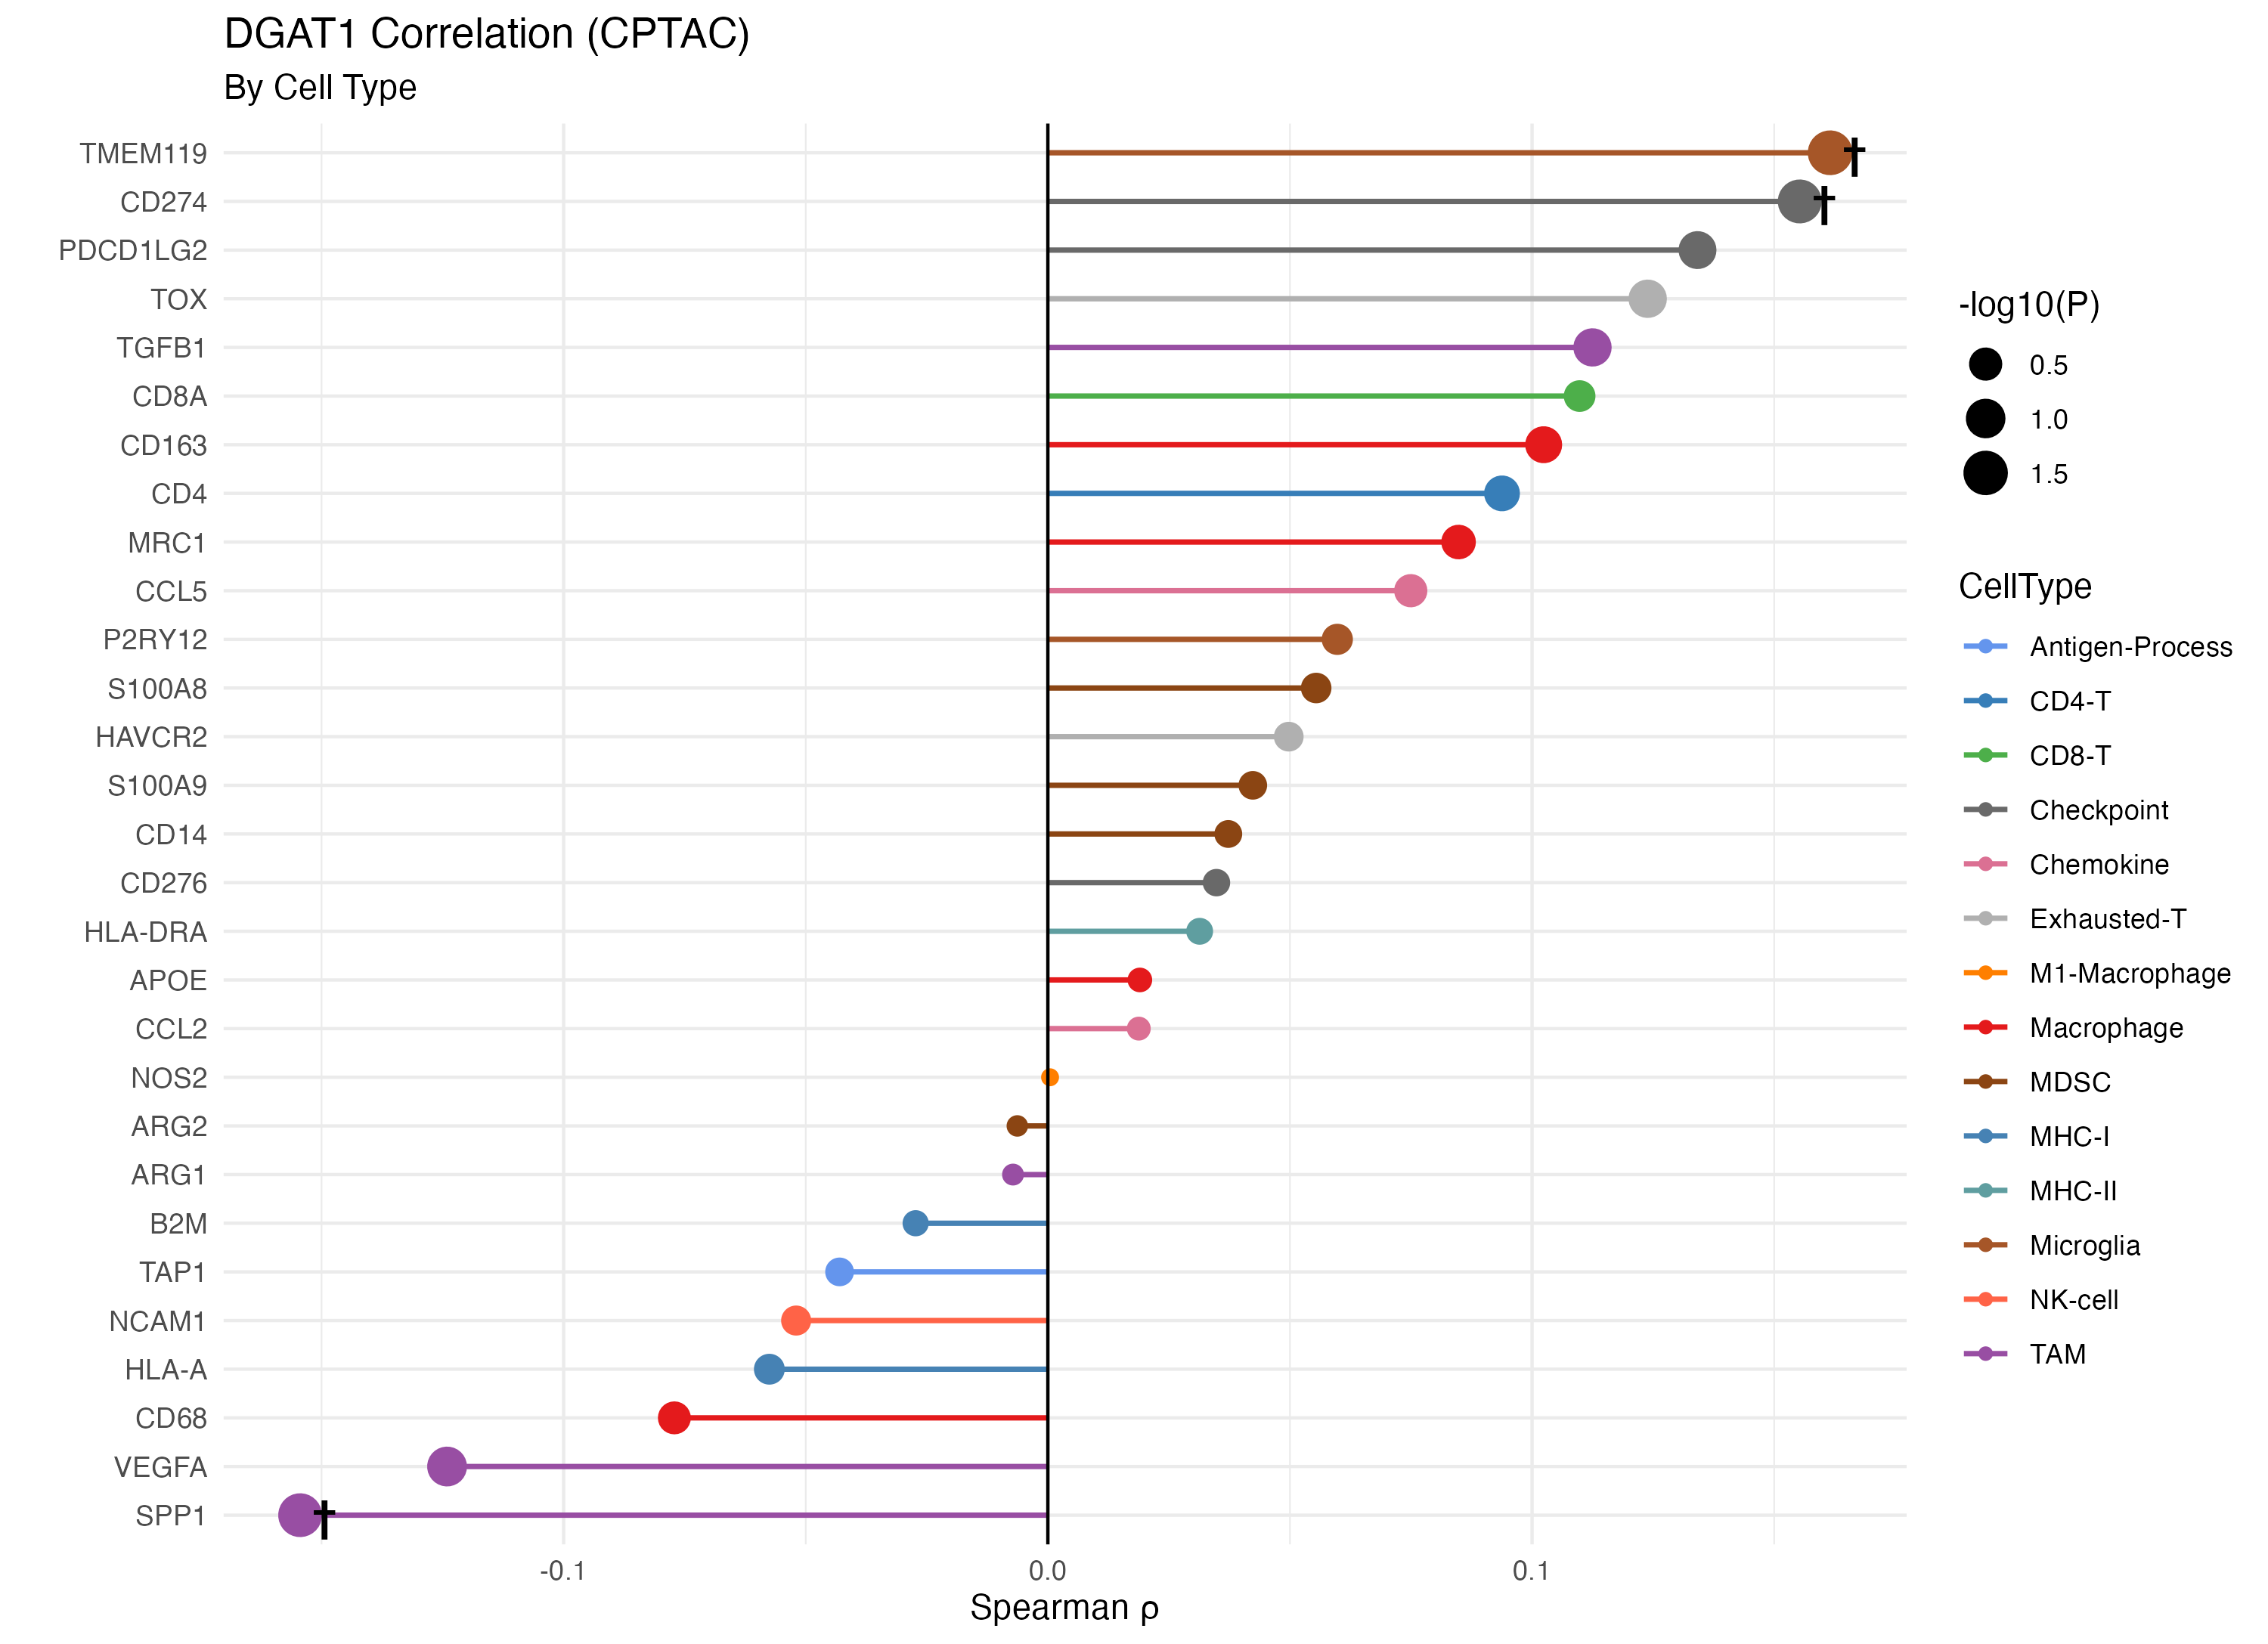 DGAT1 Correlation (CPTAC)
By Cell Type
TMEM119
†
CD274
†
PDCD1LG2
TOX
TGFB1
CD8A
CD163
CD4
MRC1
CCL5
P2RY12
S100A8
HAVCR2
S100A9
CD14
CD276
HLA-DRA
APOE
CCL2
NOS2
ARG2
ARG1
B2M
TAP1
NCAM1
HLA-A
CD68
VEGFA
SPP1
†
-0.1
0.0
0.1
Spearman ρ
-log10(P)
0.5
1.0
1.5
CellType
Antigen-Process
CD4-T
CD8-T
Checkpoint
Chemokine
Exhausted-T
M1-Macrophage
Macrophage
MDSC
MHC-I
MHC-II
Microglia
NK-cell
TAM